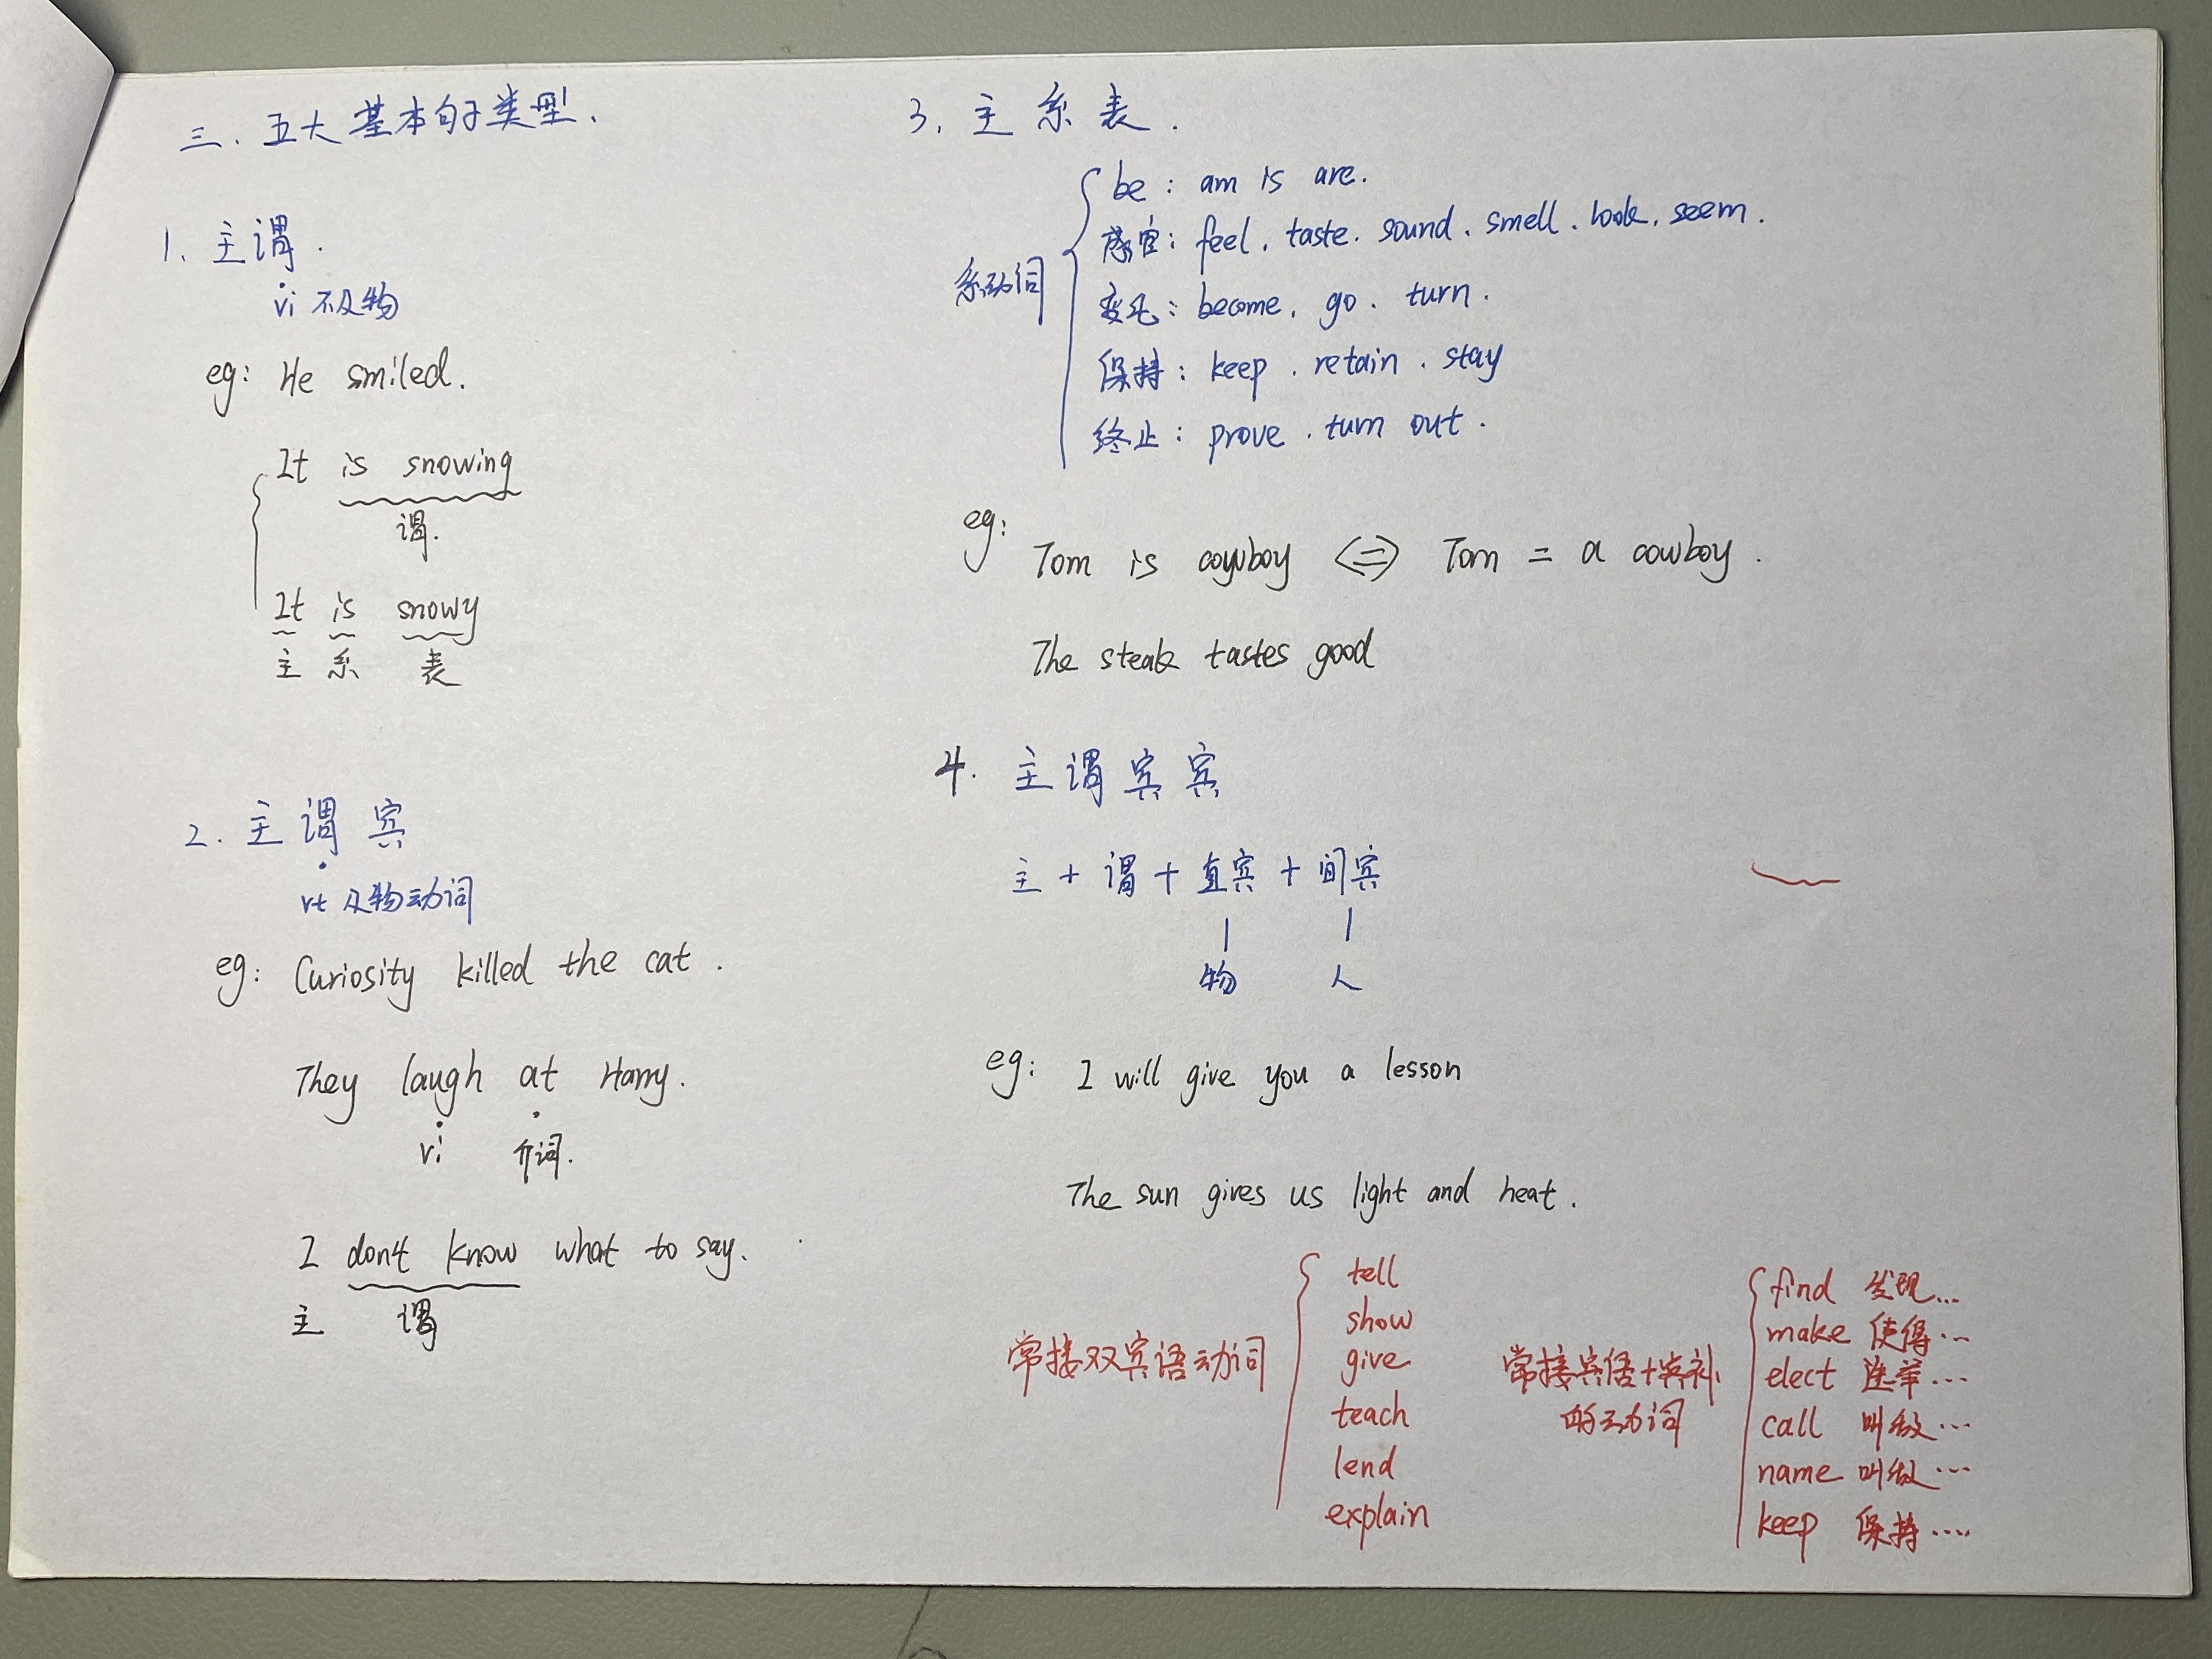 三、五大基本句子类型、
1、主谓.
vi 不及物
eg: He smiled.
It is snowing
谓.
It is snowy
主 系 表
2. 主谓宾
vt 及物动词
eg: Curiosity killed the cat.
They laugh at Harry.
vi 介词.
I don't know what to say.
主 谓
3、主系表.
系动词
be: am is are.
感官: feel. taste. sound. smell. look. seem.
变化: become. go. turn.
保持: keep. retain. stay
终止: prove. turn out.
eg:
Tom is cowboy <=> Tom = a cowboy.
The steak tastes good
4. 主谓宾宾
主 + 谓 + 直宾 + 间宾
物 人
eg: I will give you a lesson
The sun gives us light and heat.
常接双宾语动词
tell
show
give
teach
lend
explain
常接宾语+宾补
的动词
find 发现...
make 使得...
elect 选举...
call 叫做...
name 叫做...
keep 保持....